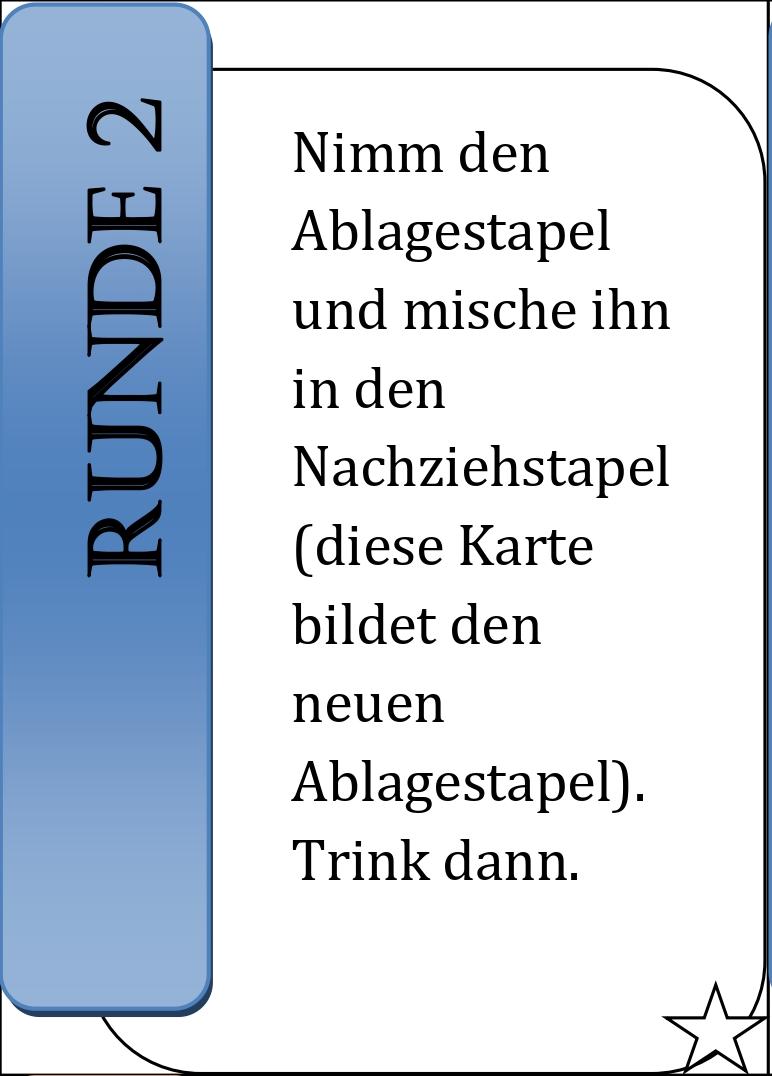 RUNDE 2
Nimm den
Ablagestapel
und mische ihn
in den
Nachziehstapel
(diese Karte
bildet den
neuen
Ablagestapel).
Trink dann.